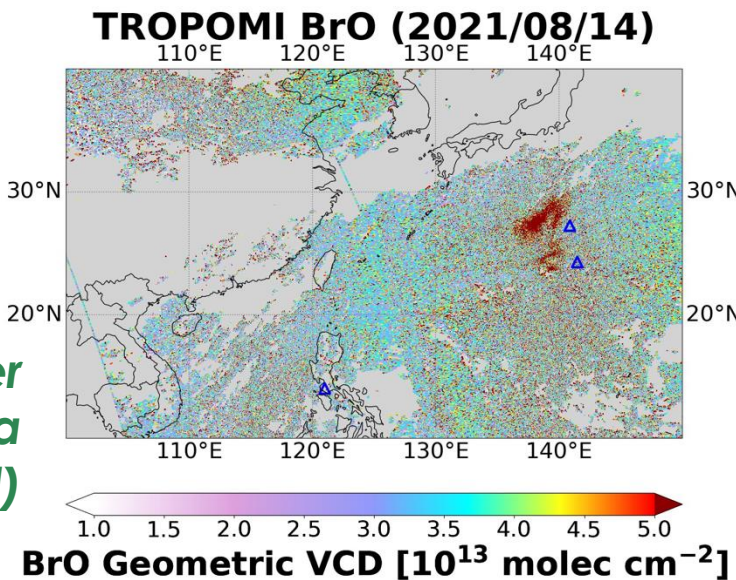 TROPOMI BrO (2021/08/14)
110°E 120°E 130°E 140°E
30°N 30°N
20°N 20°N
er
a
l)
110°E 120°E 130°E 140°E
1.0 1.5 2.0 2.5 3.0 3.5 4.0 4.5 5.0
BrO Geometric VCD [10¹³ molec cm⁻²]